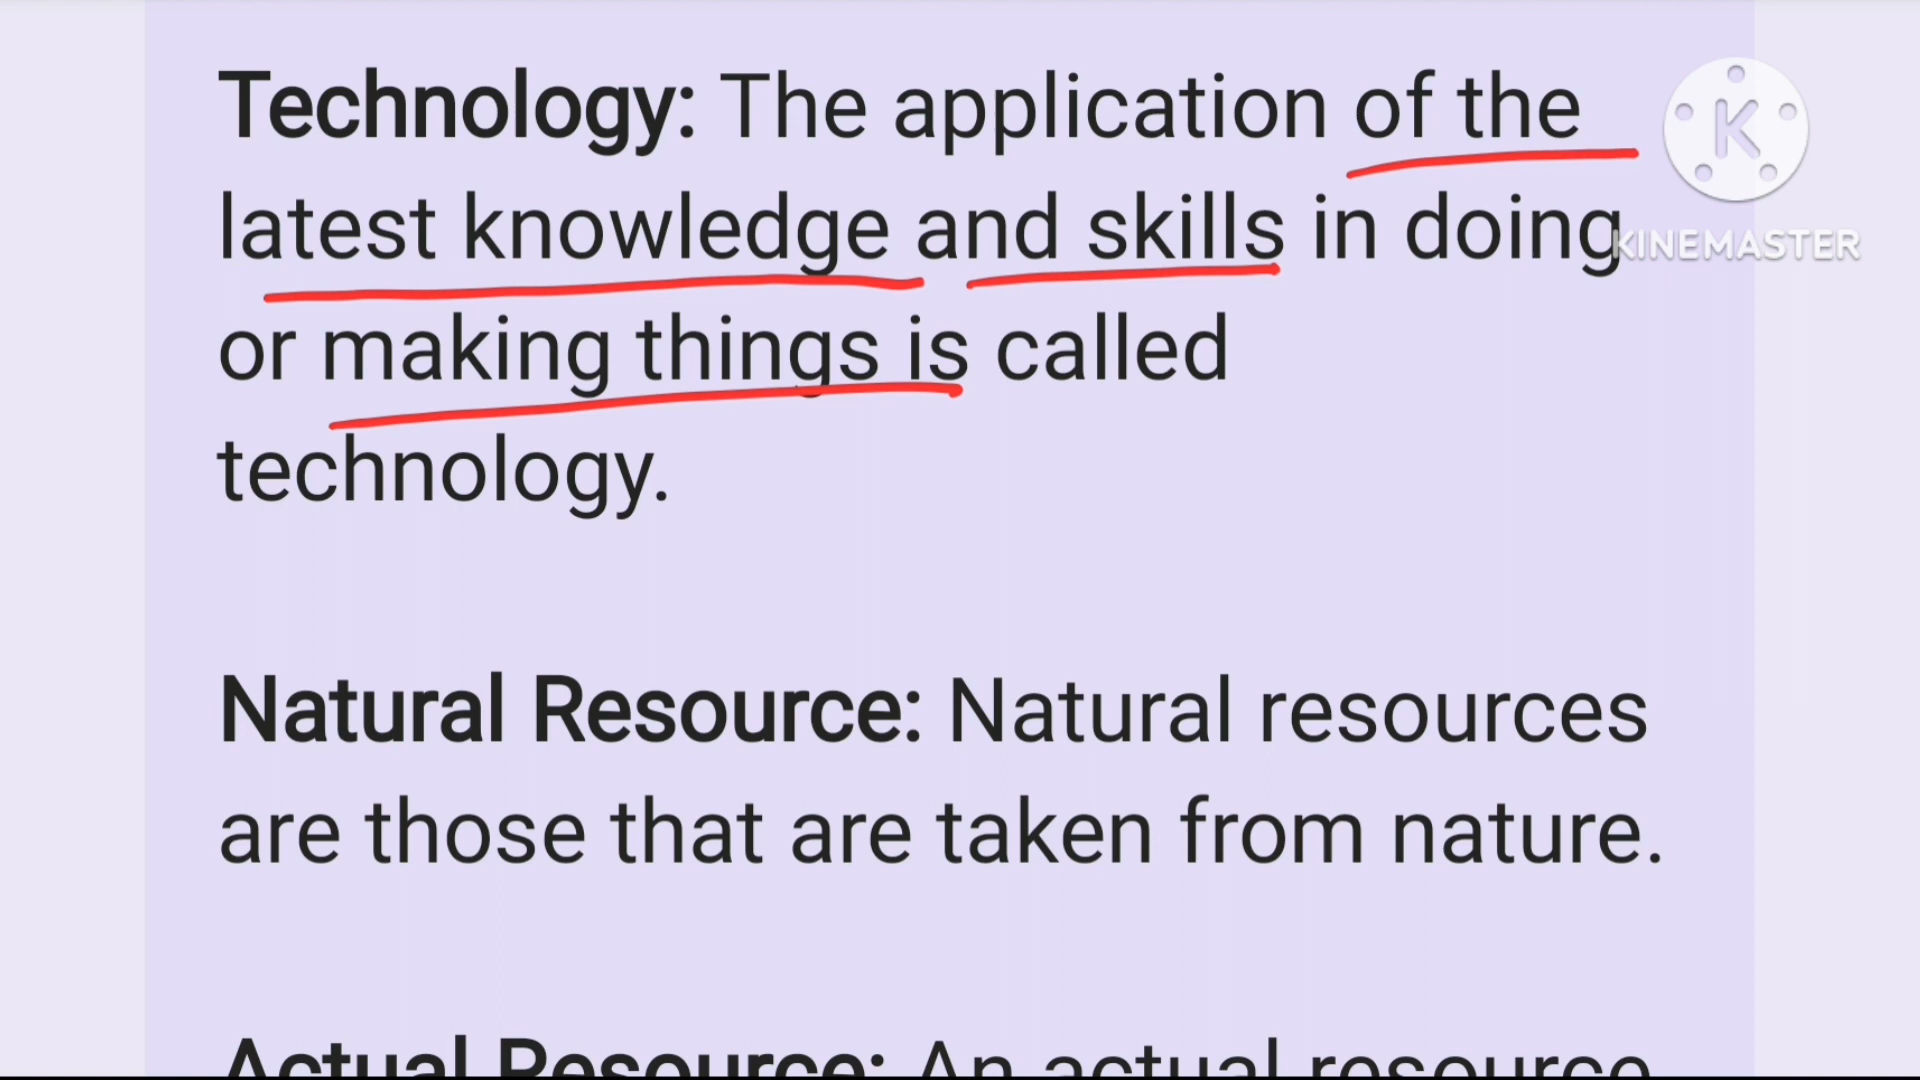 Technology: The application of the
latest knowledge and skills in doing
or making things is called
technology.
Natural Resource: Natural resources
are those that are taken from nature.
Actual Resource: An actual resource
K
KINEMASTER